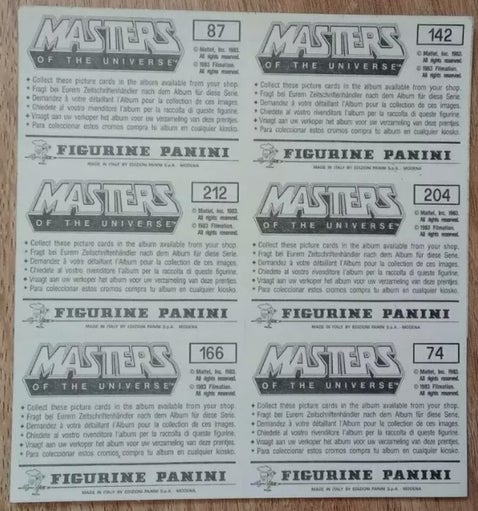 MASTERS
OF THE UNIVERSE™
87
© Mattel, Inc. 1983.
All rights reserved.
© 1983 Filmation.
All rights reserved.
• Collect these picture cards in the album available from your shop.
• Fragt bei Eurem Zeitschriftenhändler nach dem Album für diese Serie.
• Demandez à votre détaillant l'Album pour la collection de ces images.
• Chiedete al vostro rivenditore l'album per la raccolta di queste figurine.
• Vraagt aan uw verkoper het album voor uw verzameling van deze prentjes.
• Para coleccionar estos cromos compra tu album en cualquier kiosko.
FIGURINE PANINI
MADE IN ITALY BY EDIZIONI PANINI S.p.A. - MODENA
MASTERS
OF THE UNIVERSE™
142
© Mattel, Inc. 1983.
All rights reserved.
© 1983 Filmation.
All rights reserved.
• Collect these picture cards in the album available from your shop.
• Fragt bei Eurem Zeitschriftenhändler nach dem Album für diese Serie.
• Demandez à votre détaillant l'Album pour la collection de ces images.
• Chiedete al vostro rivenditore l'album per la raccolta di queste figurine.
• Vraagt aan uw verkoper het album voor uw verzameling van deze prentjes.
• Para coleccionar estos cromos compra tu album en cualquier kiosko.
FIGURINE PANINI
MADE IN ITALY BY EDIZIONI PANINI S.p.A. - MODENA
MASTERS
OF THE UNIVERSE™
212
© Mattel, Inc. 1983.
All rights reserved.
© 1983 Filmation.
All rights reserved.
• Collect these picture cards in the album available from your shop.
• Fragt bei Eurem Zeitschriftenhändler nach dem Album für diese Serie.
• Demandez à votre détaillant l'Album pour la collection de ces images.
• Chiedete al vostro rivenditore l'album per la raccolta di queste figurine.
• Vraagt aan uw verkoper het album voor uw verzameling van deze prentjes.
• Para coleccionar estos cromos compra tu album en cualquier kiosko.
FIGURINE PANINI
MADE IN ITALY BY EDIZIONI PANINI S.p.A. - MODENA
MASTERS
OF THE UNIVERSE™
204
© Mattel, Inc. 1983.
All rights reserved.
© 1983 Filmation.
All rights reserved.
• Collect these picture cards in the album available from your shop.
• Fragt bei Eurem Zeitschriftenhändler nach dem Album für diese Serie.
• Demandez à votre détaillant l'Album pour la collection de ces images.
• Chiedete al vostro rivenditore l'album per la raccolta di queste figurine.
• Vraagt aan uw verkoper het album voor uw verzameling van deze prentjes.
• Para coleccionar estos cromos compra tu album en cualquier kiosko.
FIGURINE PANINI
MADE IN ITALY BY EDIZIONI PANINI S.p.A. - MODENA
MASTERS
OF THE UNIVERSE™
166
© Mattel, Inc. 1983.
All rights reserved.
© 1983 Filmation.
All rights reserved.
• Collect these picture cards in the album available from your shop.
• Fragt bei Eurem Zeitschriftenhändler nach dem Album für diese Serie.
• Demandez à votre détaillant l'Album pour la collection de ces images.
• Chiedete al vostro rivenditore l'album per la raccolta di queste figurine.
• Vraagt aan uw verkoper het album voor uw verzameling van deze prentjes.
• Para coleccionar estos cromos compra tu album en cualquier kiosko.
FIGURINE PANINI
MADE IN ITALY BY EDIZIONI PANINI S.p.A. - MODENA
MASTERS
OF THE UNIVERSE™
74
© Mattel, Inc. 1983.
All rights reserved.
© 1983 Filmation.
All rights reserved.
• Collect these picture cards in the album available from your shop.
• Fragt bei Eurem Zeitschriftenhändler nach dem Album für diese Serie.
• Demandez à votre détaillant l'Album pour la collection de ces images.
• Chiedete al vostro rivenditore l'album per la raccolta di queste figurine.
• Vraagt aan uw verkoper het album voor uw verzameling van deze prentjes.
• Para coleccionar estos cromos compra tu album en cualquier kiosko.
FIGURINE PANINI
MADE IN ITALY BY EDIZIONI PANINI S.p.A. - MODENA